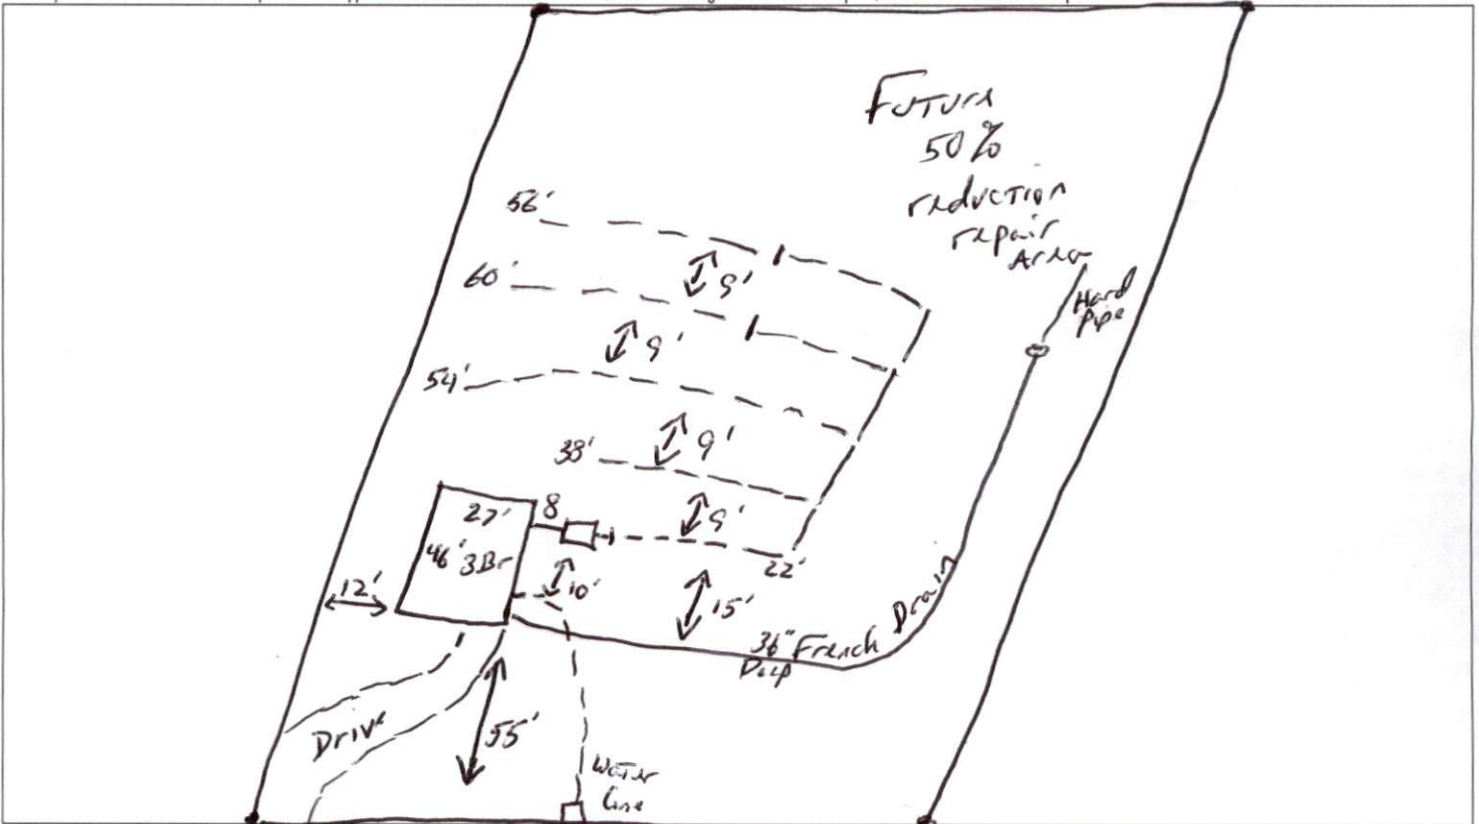 Future
50%
reduction
repair
Area
Hard
Pipe
56'
9'
60'
9'
54'
9'
38'
9'
27'
8
46' 3Br
22'
10'
12'
15'
36" French Drain
Deep
55'
Drive
Water
Line